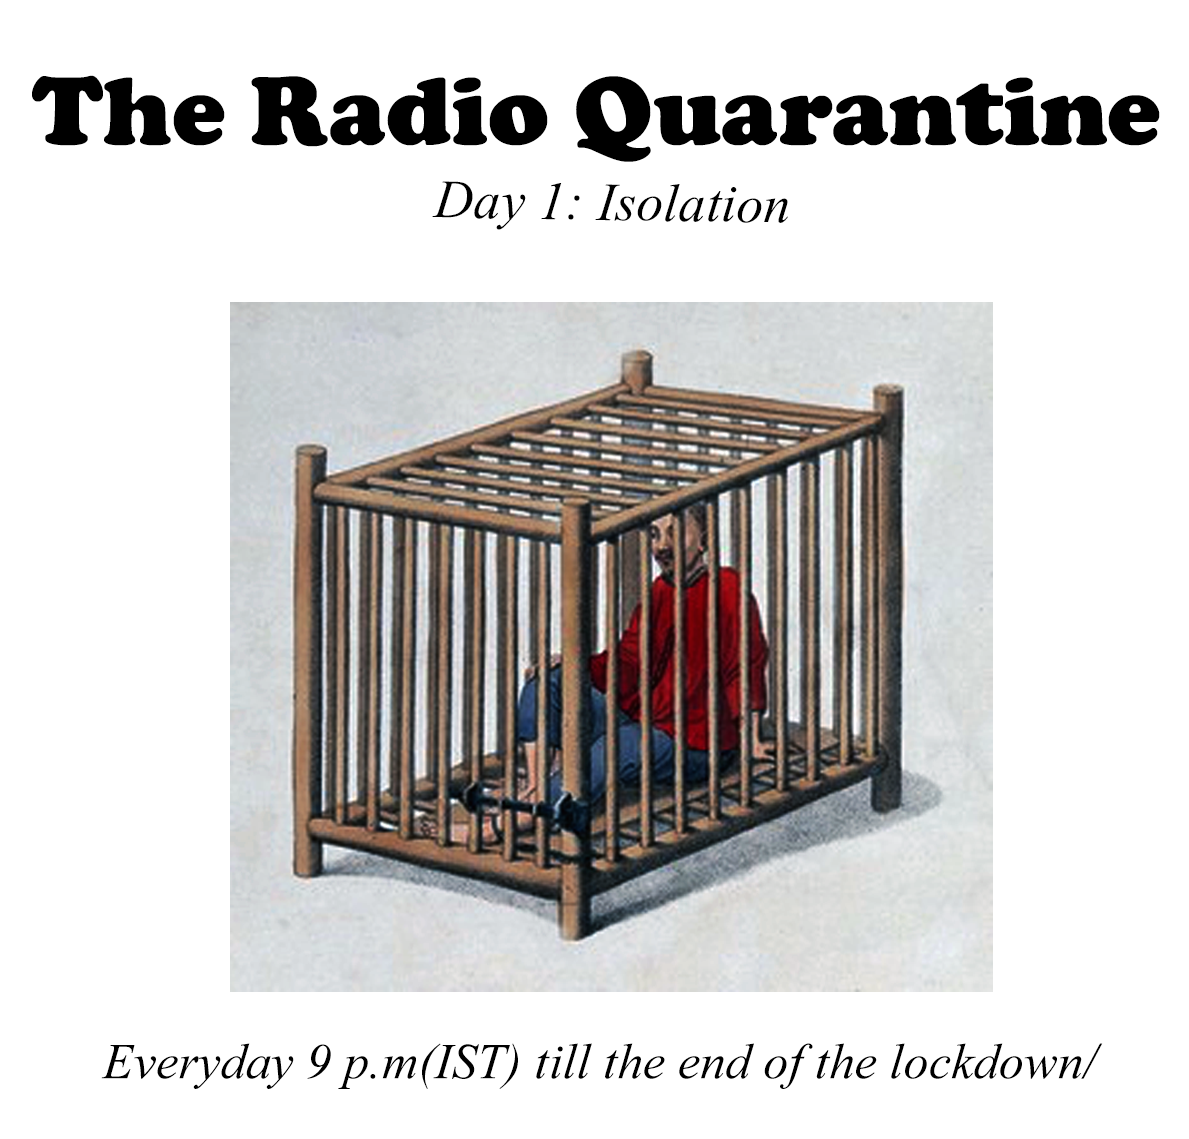 The Radio Quarantine
Day 1: Isolation
Everyday 9 p.m(IST) till the end of the lockdown/